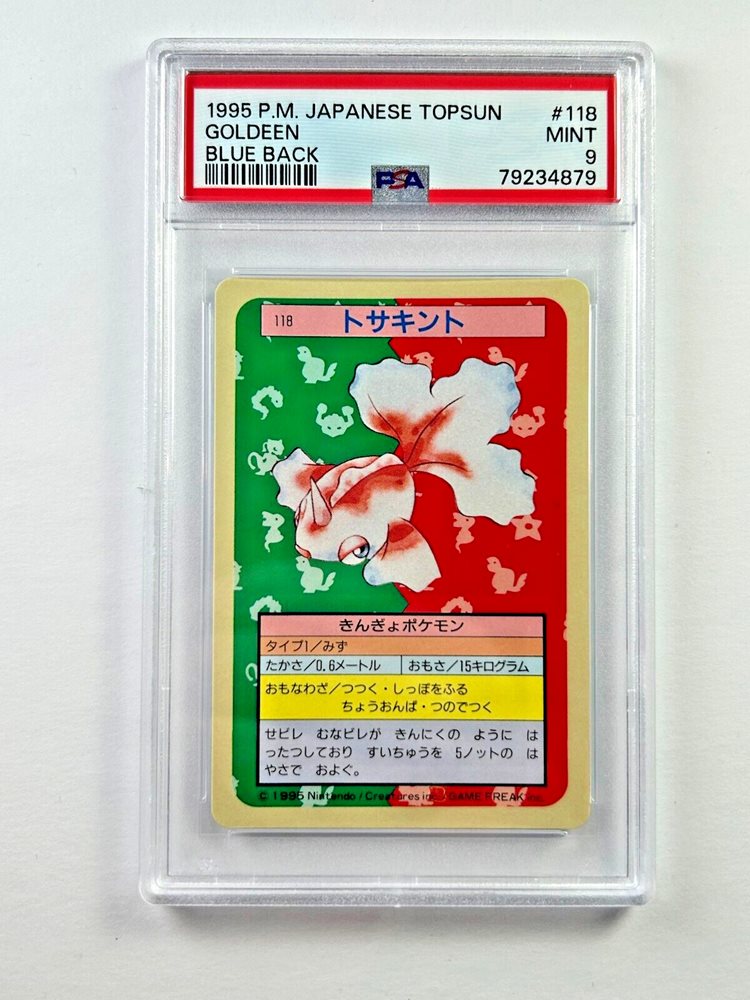 1995 P.M. JAPANESE TOPSUN #118
GOLDEEN MINT
BLUE BACK 9
PSA 79234879
118 トサキント
きんぎょポケモン
タイプ1/みず
たかさ/0.6メートル おもさ/15キログラム
おもなわざ/つつく・しっぽをふる
ちょうおんぱ・つのでつく
せビレ むなビレが きんにくの ように は
ったつしており すいちゅうを 5ノットの は
やさで およぐ。
© 1995 Nintendo / Creatures inc. GAME FREAK inc.